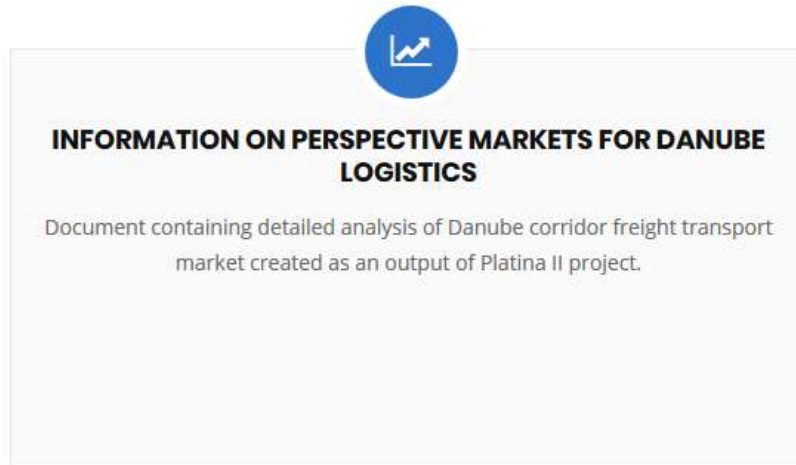 INFORMATION ON PERSPECTIVE MARKETS FOR DANUBE
LOGISTICS
Document containing detailed analysis of Danube corridor freight transport
market created as an output of Platina II project.